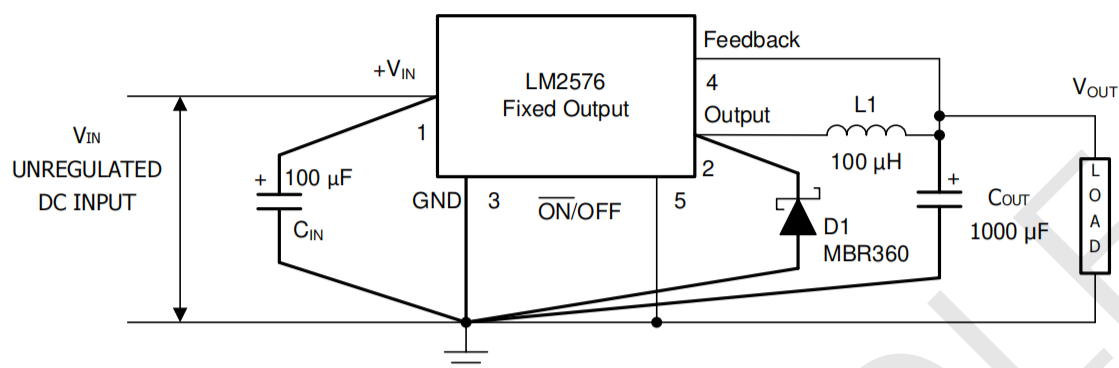 Feedback
+VIN
LM2576
Fixed Output
4
VOUT
1
Output
L1
VIN
UNREGULATED
DC INPUT
100 µH
2
+
100 µF
CIN
GND
3
ON/OFF
5
D1
MBR360
+
COUT
1000 µF
LOAD